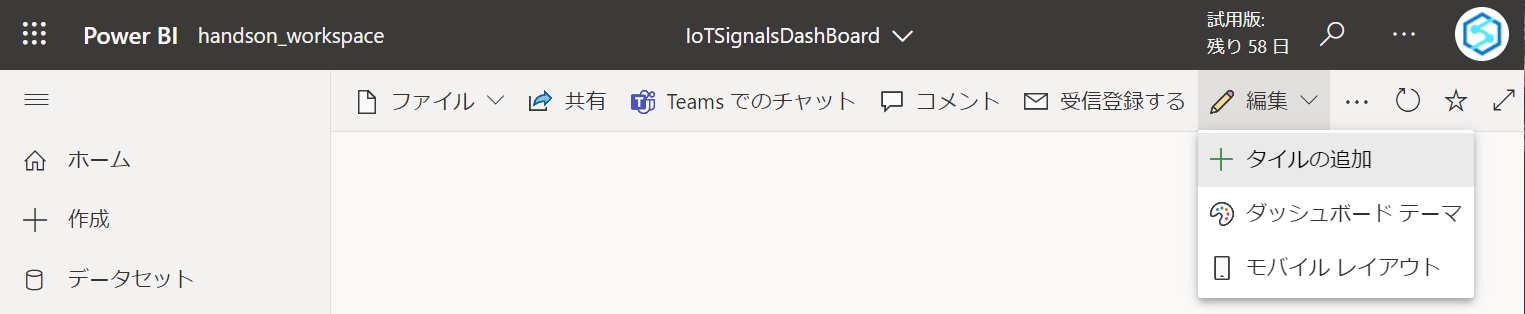 Power BI handson_workspace IoTSignalsDashBoard 試用版:
残り 58 日
ファイル 共有 Teams でのチャット コメント 受信登録する 編集
ホーム
タイルの追加
作成
ダッシュボード テーマ
データセット
モバイル レイアウト